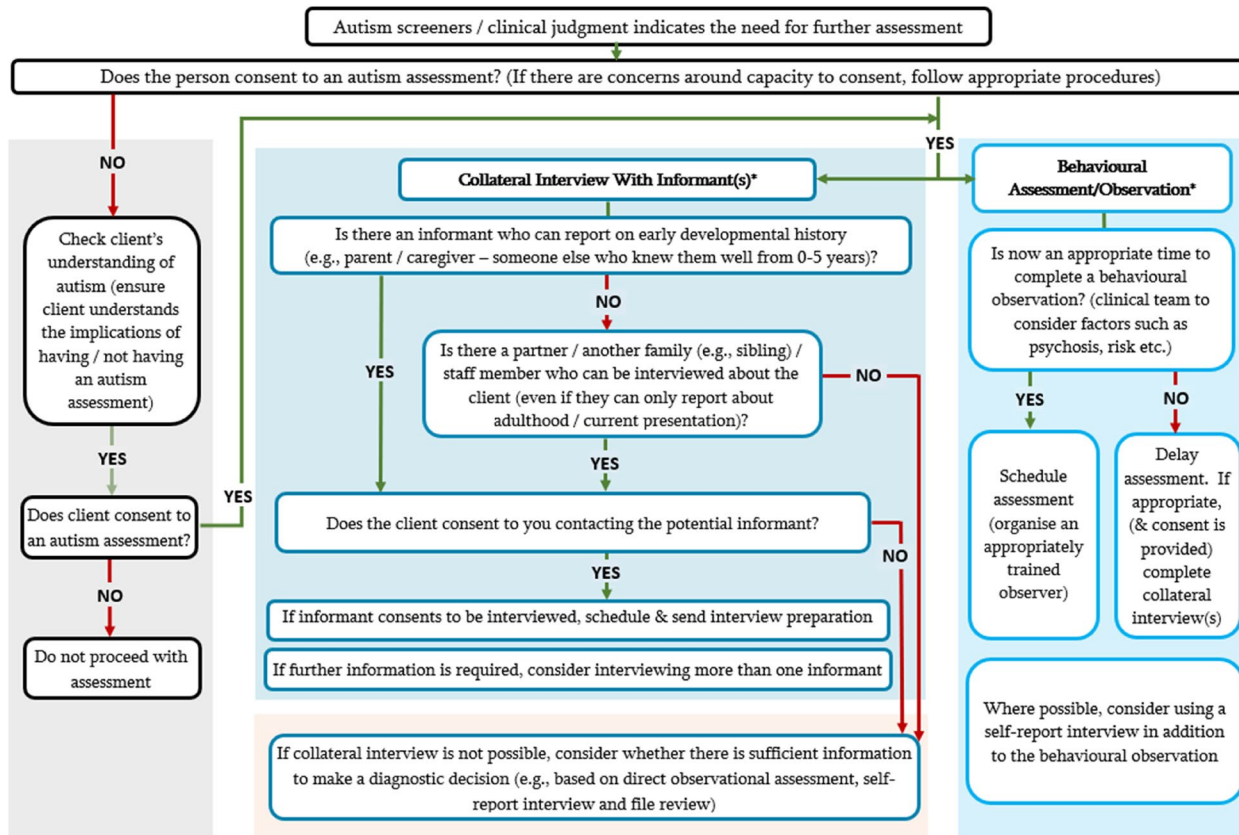 Autism screeners / clinical judgment indicates the need for further assessment
Does the person consent to an autism assessment? (If there are concerns around capacity to consent, follow appropriate procedures)
NO
Check client's
understanding of
autism (ensure
client understands
the implications of
having / not having
an autism
assessment)
YES
Does client consent to
an autism assessment?
YES
NO
Do not proceed with
assessment
YES
Collateral Interview With Informant(s)*
Is there an informant who can report on early developmental history
(e.g., parent / caregiver – someone else who knew them well from 0-5 years)?
YES
NO
Is there a partner / another family (e.g., sibling) /
staff member who can be interviewed about the
client (even if they can only report about
adulthood / current presentation)?
NO
YES
Does the client consent to you contacting the potential informant?
NO
YES
If informant consents to be interviewed, schedule & send interview preparation
If further information is required, consider interviewing more than one informant
If collateral interview is not possible, consider whether there is sufficient information
to make a diagnostic decision (e.g., based on direct observational assessment, self-
report interview and file review)
Behavioural
Assessment/Observation*
Is now an appropriate time to
complete a behavioural
observation? (clinical team to
consider factors such as
psychosis, risk etc.)
YES
NO
Schedule
assessment
(organise an
appropriately
trained
observer)
Delay
assessment. If
appropriate,
(& consent is
provided)
complete
collateral
interview(s)
Where possible, consider using a
self-report interview in addition
to the behavioural observation